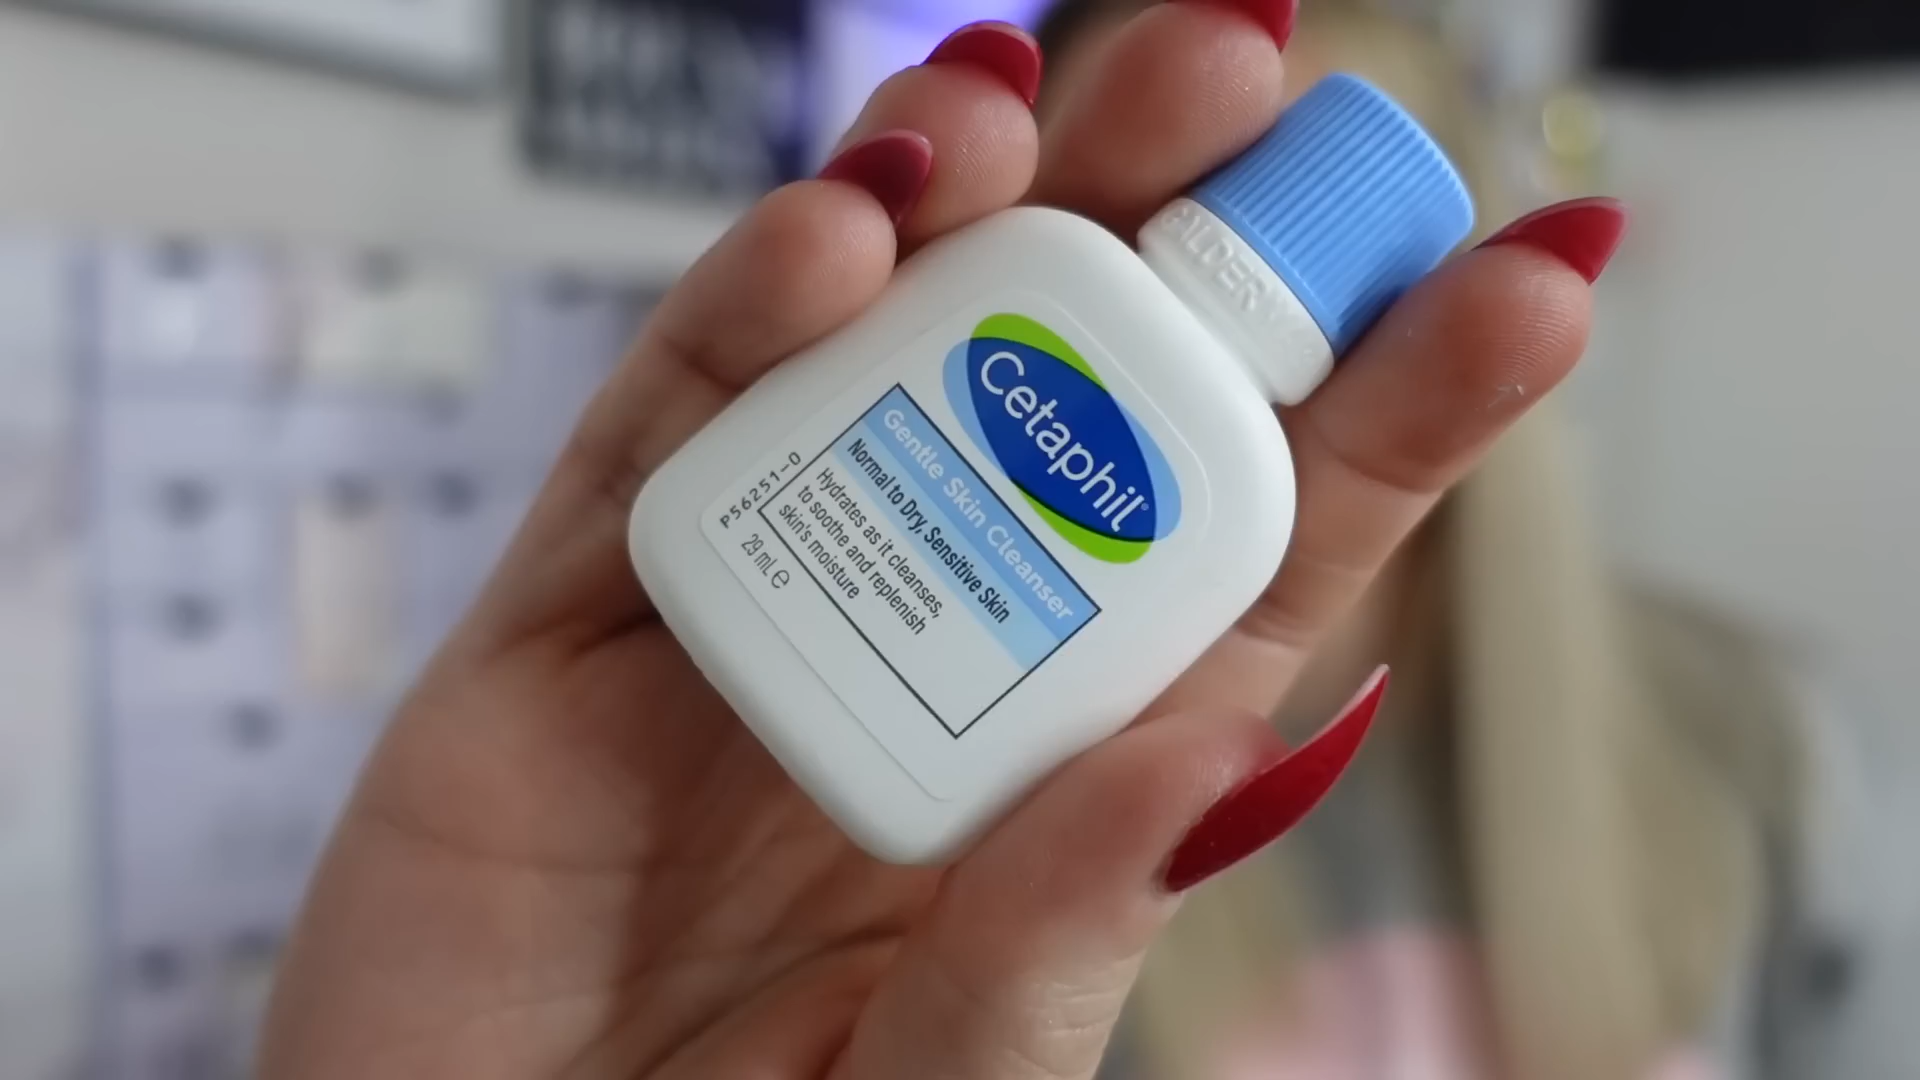 GALDERMA
Cetaphil®
Gentle Skin Cleanser
Normal to Dry, Sensitive Skin
Hydrates as it cleanses,
to soothe and replenish
skin's moisture
P56251-0
29 mL ℮